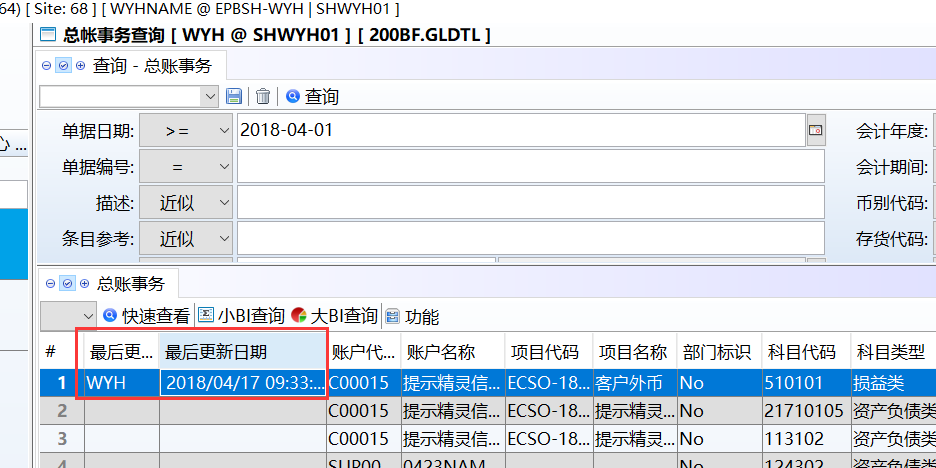 64) [ Site: 68 ] [ WYHNAME @ EPBSH-WYH | SHWYH01 ]
总帐事务查询 [ WYH @ SHWYH01 ] [ 200BF.GLDTL ]
查询 - 总账事务
查询
单据日期: >= 2018-04-01 会计年度:
单据编号: = 会计期间:
描述: 近似 币别代码:
条目参考: 近似 存货代码:
心 ...
总账事务
快速查看 小BI查询 大BI查询 功能
# 最后更... 最后更新日期 账户代... 账户名称 项目代码 项目名称 部门标识 科目代码 科目类型
1 WYH 2018/04/17 09:33:... C00015 提示精灵信... ECSO-18... 客户外币 No 510101 损益类
2 C00015 提示精灵信... ECSO-18... 提示精灵... No 21710105 资产负债类
3 C00015 提示精灵信... ECSO-18... 提示精灵... No 113102 资产负债类
4 SUP00 0423NAM No 124302 资产负债类